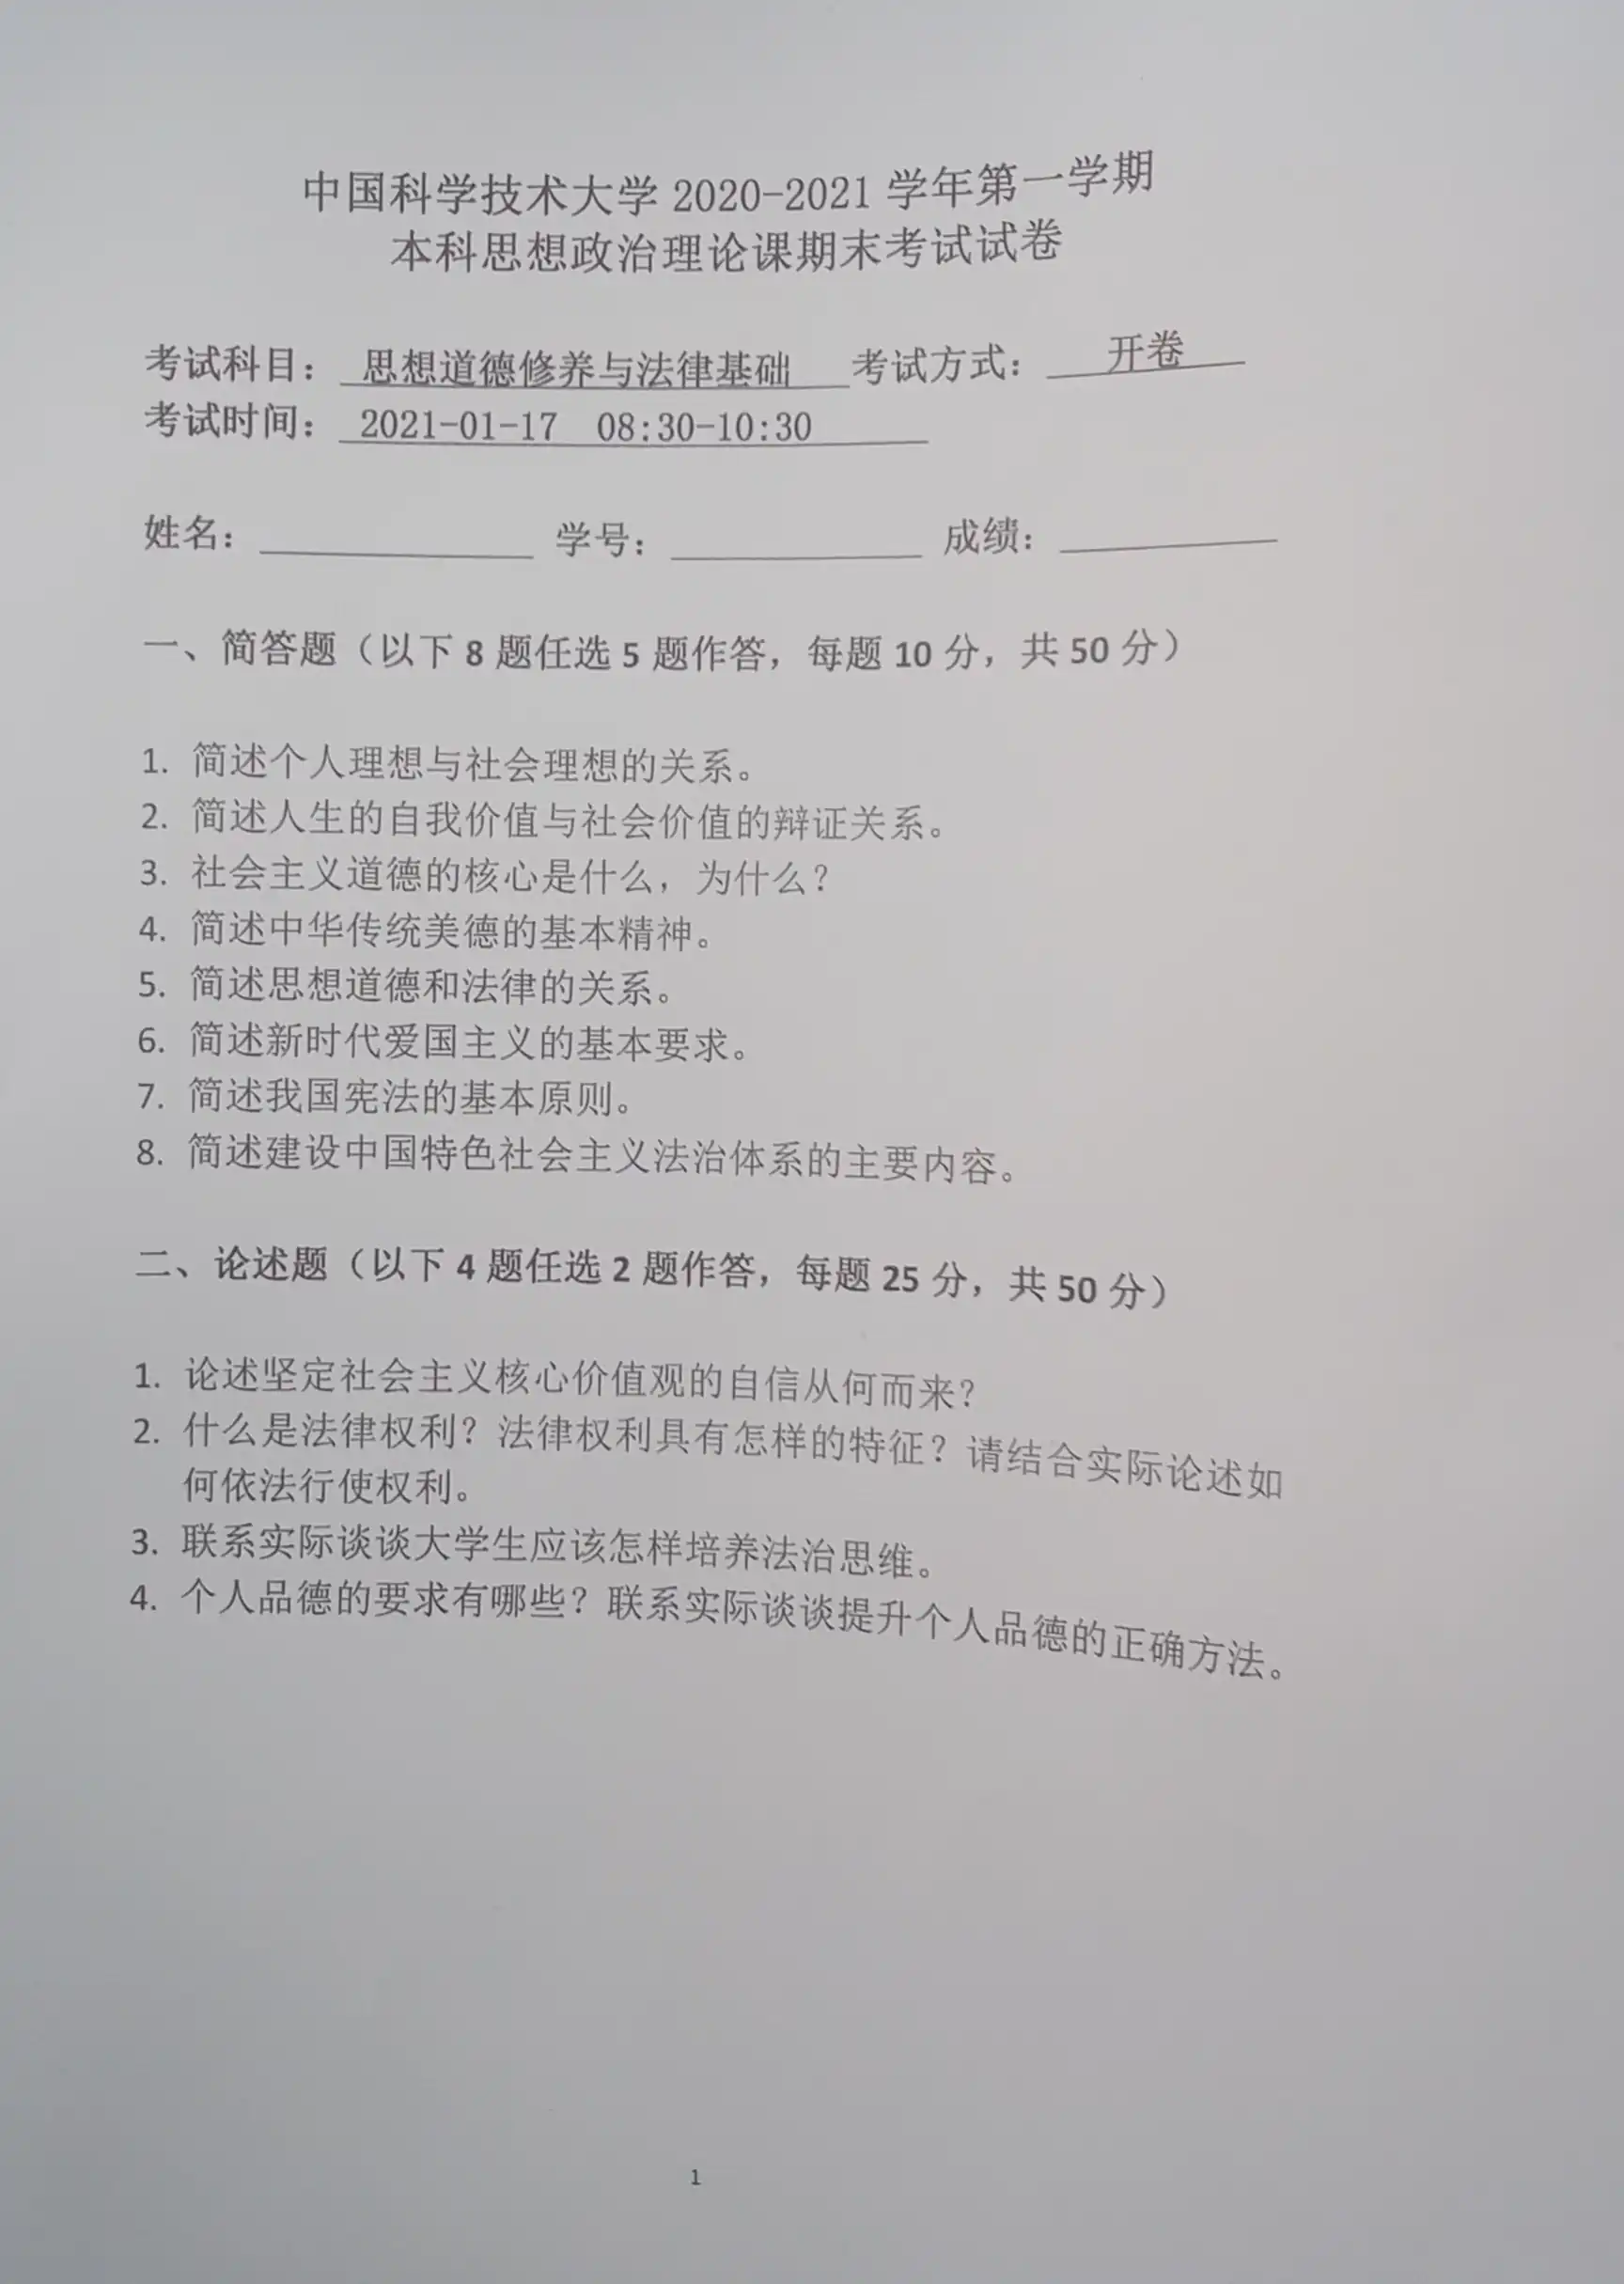 中国科学技术大学 2020-2021 学年第一学期
本科思想政治理论课期末考试试卷
考试科目： 思想道德修养与法律基础 考试方式： 开卷
考试时间： 2021-01-17 08:30-10:30
姓名： 学号： 成绩：
一、简答题（以下 8 题任选 5 题作答，每题 10 分，共 50 分）
1. 简述个人理想与社会理想的关系。
2. 简述人生的自我价值与社会价值的辩证关系。
3. 社会主义道德的核心是什么，为什么？
4. 简述中华传统美德的基本精神。
5. 简述思想道德和法律的关系。
6. 简述新时代爱国主义的基本要求。
7. 简述我国宪法的基本原则。
8. 简述建设中国特色社会主义法治体系的主要内容。
二、论述题（以下 4 题任选 2 题作答，每题 25 分，共 50 分）
1. 论述坚定社会主义核心价值观的自信从何而来？
2. 什么是法律权利？法律权利具有怎样的特征？请结合实际论述如
何依法行使权利。
3. 联系实际谈谈大学生应该怎样培养法治思维。
4. 个人品德的要求有哪些？联系实际谈谈提升个人品德的正确方法。
1